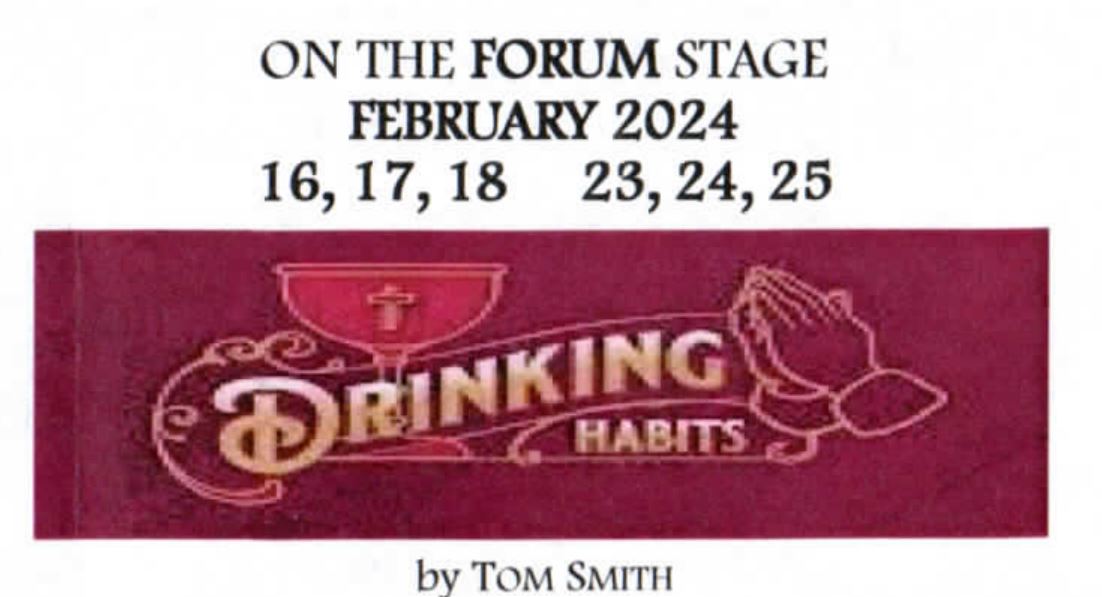 ON THE FORUM STAGE
FEBRUARY 2024
16, 17, 18 23, 24, 25
DRINKING
HABITS
by TOM SMITH